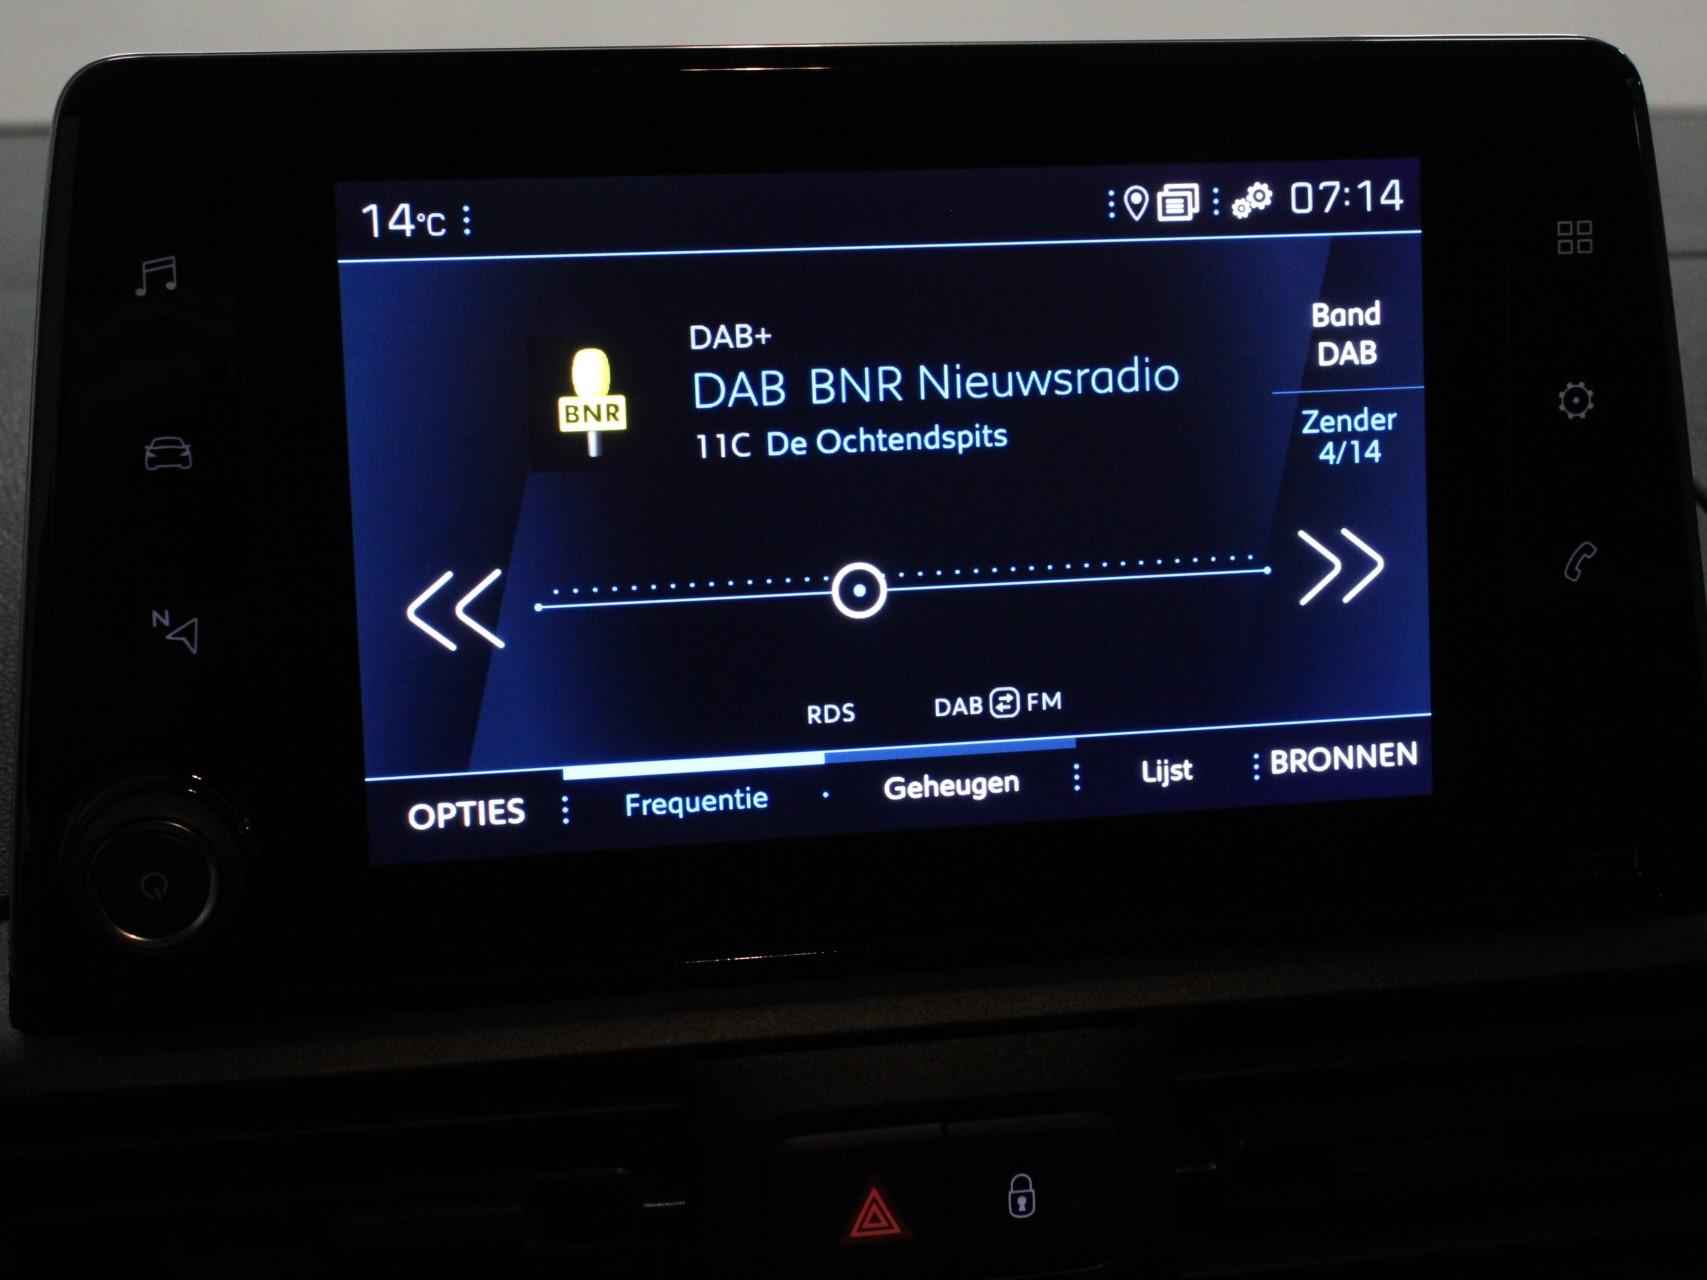 14°C
07:14
DAB+
DAB BNR Nieuwsradio
11C De Ochtendspits
BNR
Band
DAB
Zender
4/14
N
RDS
DAB FM
OPTIES
Frequentie
Geheugen
Lijst
BRONNEN